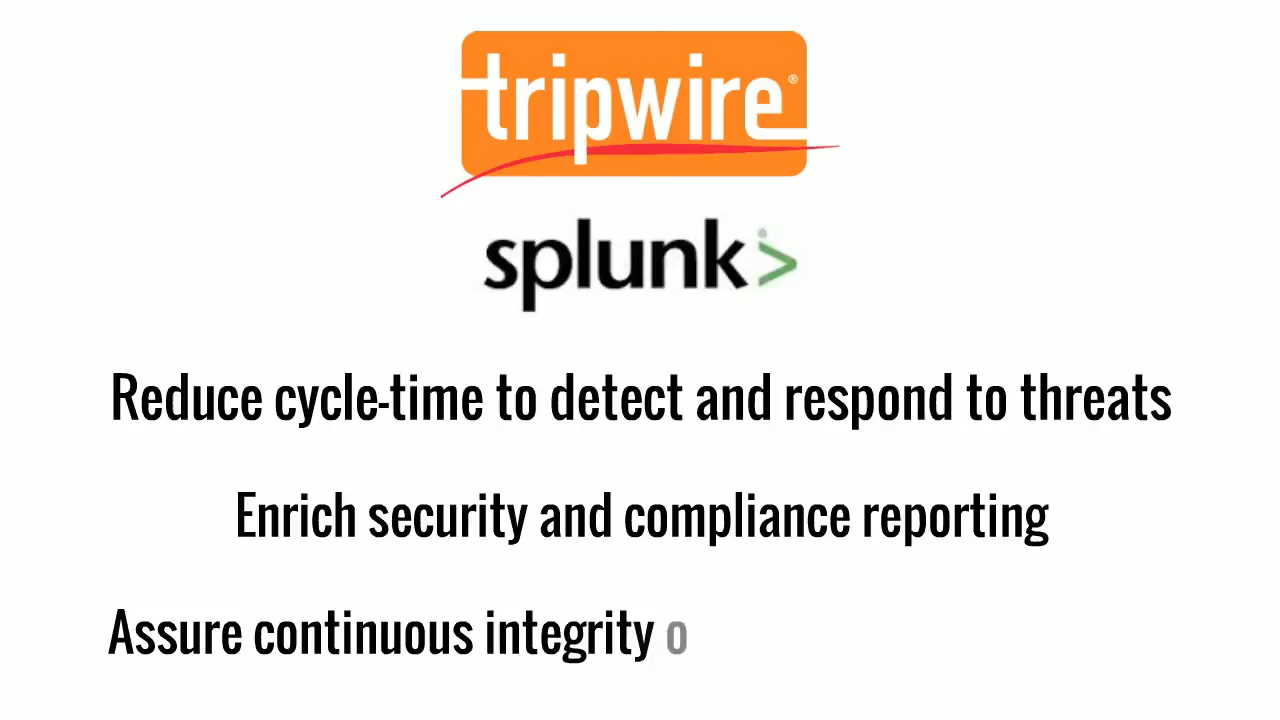 tripwire®
splunk®>
Reduce cycle-time to detect and respond to threats
Enrich security and compliance reporting
Assure continuous integrity o